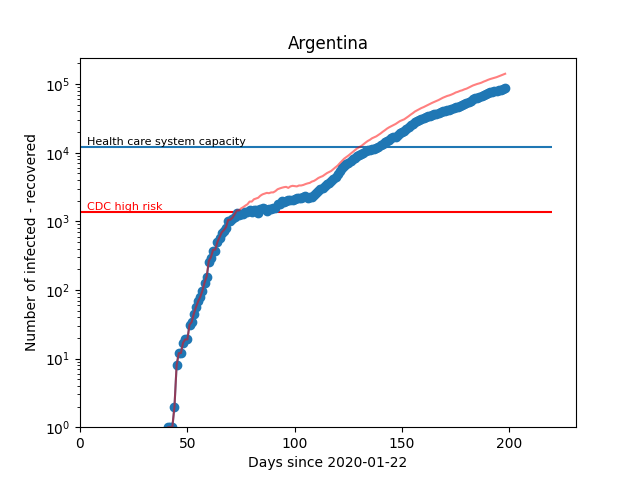 Argentina
Number of infected - recovered
10^5
10^4
10^3
10^2
10^1
10^0
Health care system capacity
CDC high risk
0 50 100 150 200
Days since 2020-01-22